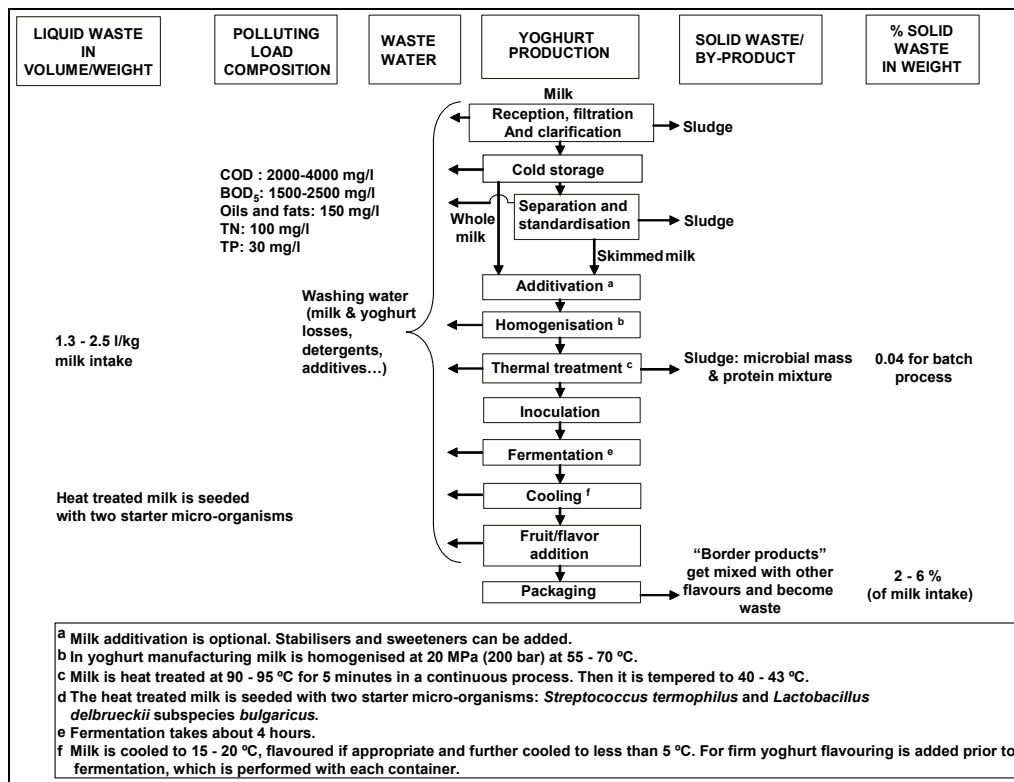 LIQUID WASTE
IN
VOLUME/WEIGHT
POLLUTING
LOAD
COMPOSITION
WASTE
WATER
YOGHURT
PRODUCTION
SOLID WASTE/
BY-PRODUCT
% SOLID
WASTE
IN WEIGHT
Milk
Reception, filtration
And clarification
Sludge
Cold storage
COD : 2000-4000 mg/l
BOD5: 1500-2500 mg/l
Oils and fats: 150 mg/l
TN: 100 mg/l
TP: 30 mg/l
Whole
milk
Separation and
standardisation
Sludge
Skimmed milk
Additivation a
Washing water
(milk & yoghurt
losses,
detergents,
additives...)
Homogenisation b
1.3 - 2.5 l/kg
milk intake
Thermal treatment c
Sludge: microbial mass
& protein mixture
0.04 for batch
process
Inoculation
Fermentation e
Heat treated milk is seeded
with two starter micro-organisms
Cooling f
Fruit/flavor
addition
Packaging
"Border products"
get mixed with other
flavours and become
waste
2 - 6 %
(of milk intake)
a Milk additivation is optional. Stabilisers and sweeteners can be added.
b In yoghurt manufacturing milk is homogenised at 20 MPa (200 bar) at 55 - 70 ºC.
c Milk is heat treated at 90 - 95 ºC for 5 minutes in a continuous process. Then it is tempered to 40 - 43 ºC.
d The heat treated milk is seeded with two starter micro-organisms: Streptococcus termophilus and Lactobacillus
delbrueckii subspecies bulgaricus.
e Fermentation takes about 4 hours.
f Milk is cooled to 15 - 20 ºC, flavoured if appropriate and further cooled to less than 5 ºC. For firm yoghurt flavouring is added prior to
fermentation, which is performed with each container.